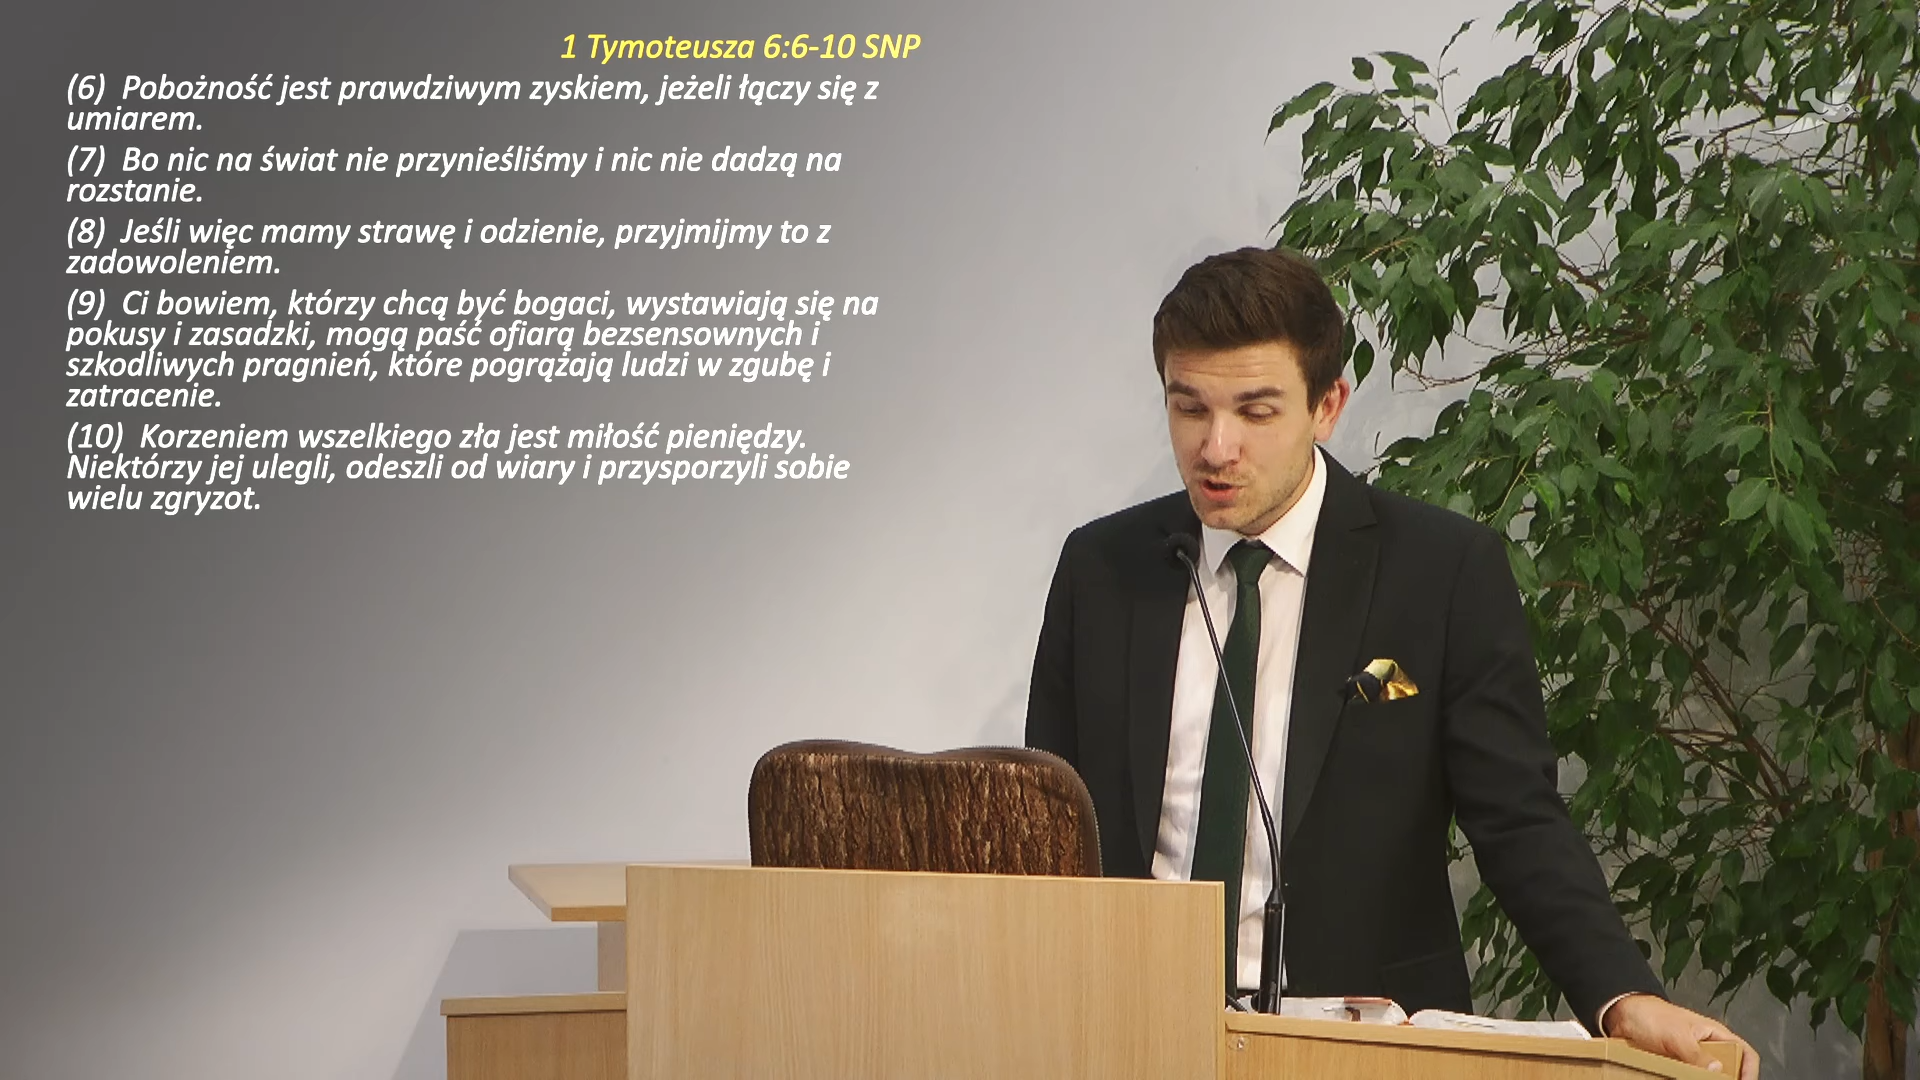 1 Tymoteusza 6:6-10 SNP
(6) Pobożność jest prawdziwym zyskiem, jeżeli łączy się z
umiarem.
(7) Bo nic na świat nie przynieśliśmy i nic nie dadzą na
rozstanie.
(8) Jeśli więc mamy strawę i odzienie, przyjmijmy to z
zadowoleniem.
(9) Ci bowiem, którzy chcą być bogaci, wystawiają się na
pokusy i zasadzki, mogą paść ofiarą bezsensownych i
szkodliwych pragnień, które pogrążają ludzi w zgubę i
zatracenie.
(10) Korzeniem wszelkiego zła jest miłość pieniędzy.
Niektórzy jej ulegli, odeszli od wiary i przysporzyli sobie
wielu zgryzot.